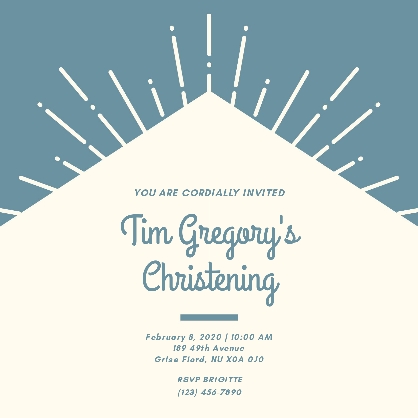 YOU ARE CORDIALLY INVITED
Tim Gregory's
Christening
February 8, 2020 | 10:00 AM
189 49th Avenue
Grise Fiord, NU X0A 0J0
RSVP BRIGITTE
(123) 456 7890